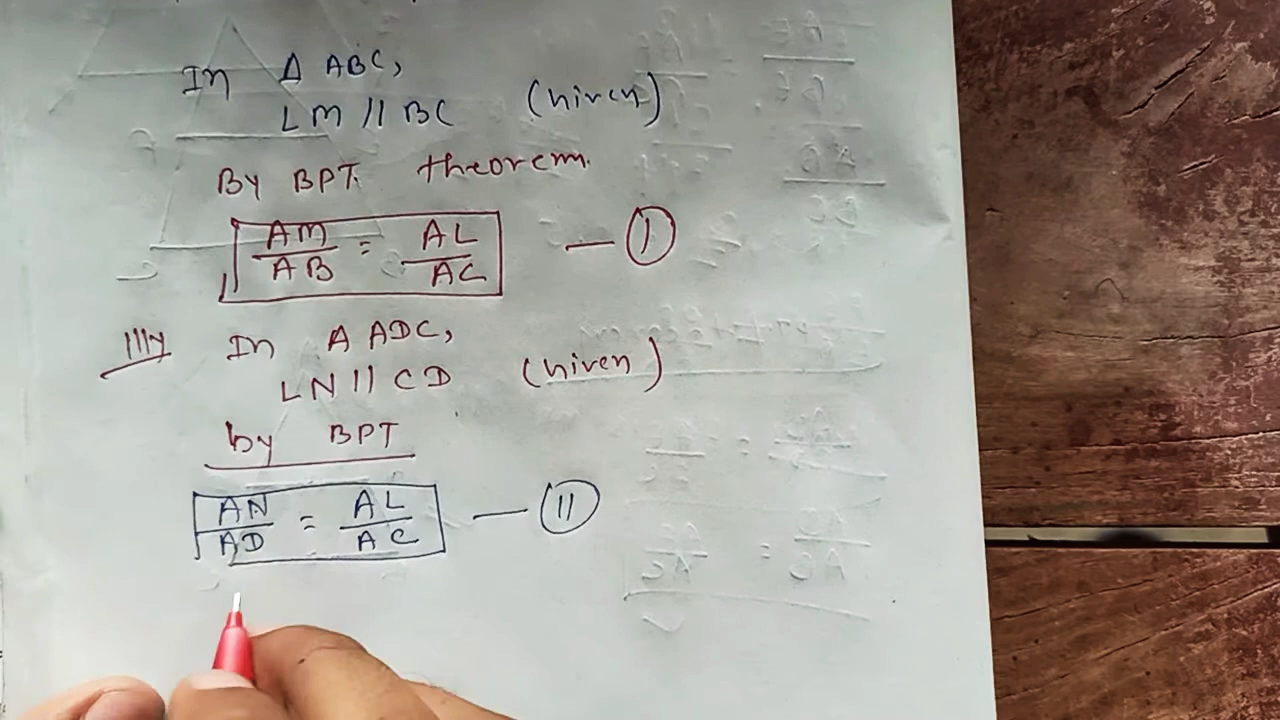 In Δ ABC,
LM // BC (Given)
By BPT. theorem.
AM/AB = AL/AC — (I)
Illly In Δ ADC,
LN // CD (Given)
by BPT
AN/AD = AL/AC — (II)